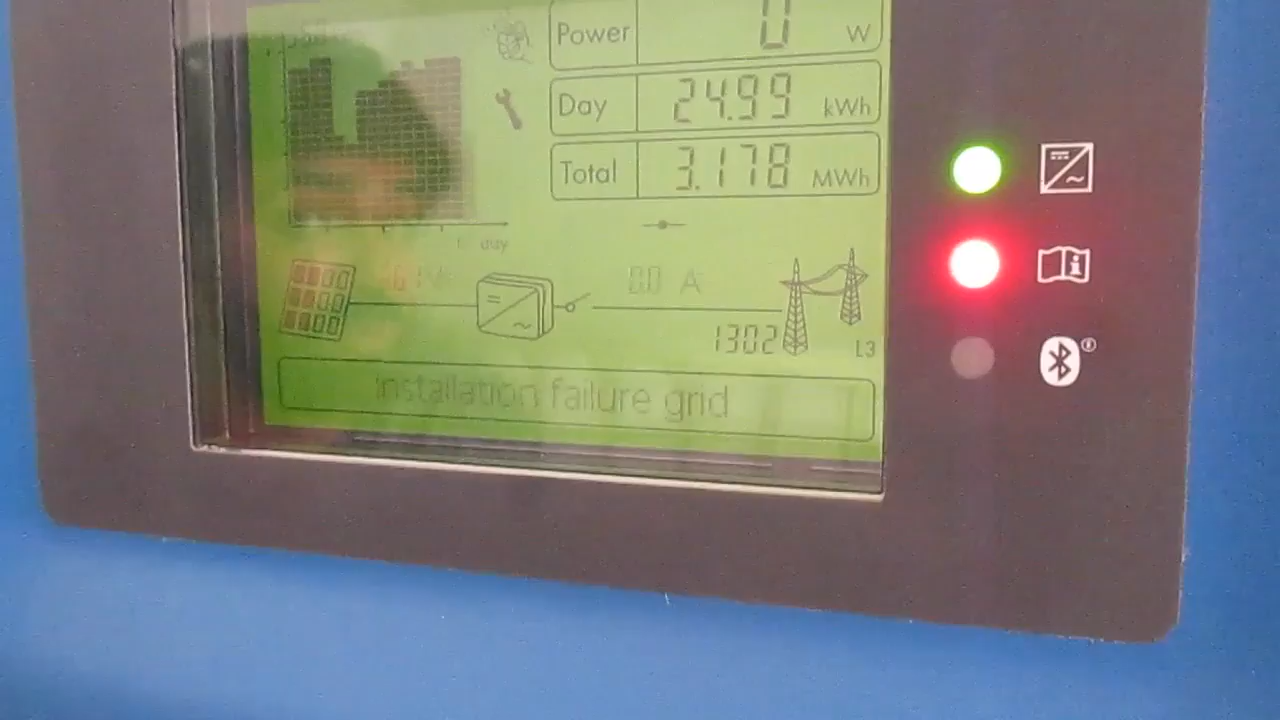 Power 0 W
Day 24.99 kWh
Total 3.178 MWh
day
0.0 A
1302
L3
Installation failure grid